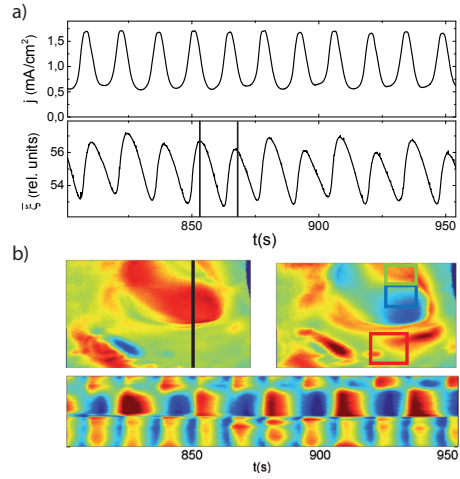 a)
1,5
1,0
0,5
0,0
j (mA/cm²)
56
54
ξ̄ (rel. units)
850
900
950
t(s)
b)
850
900
950
t(s)